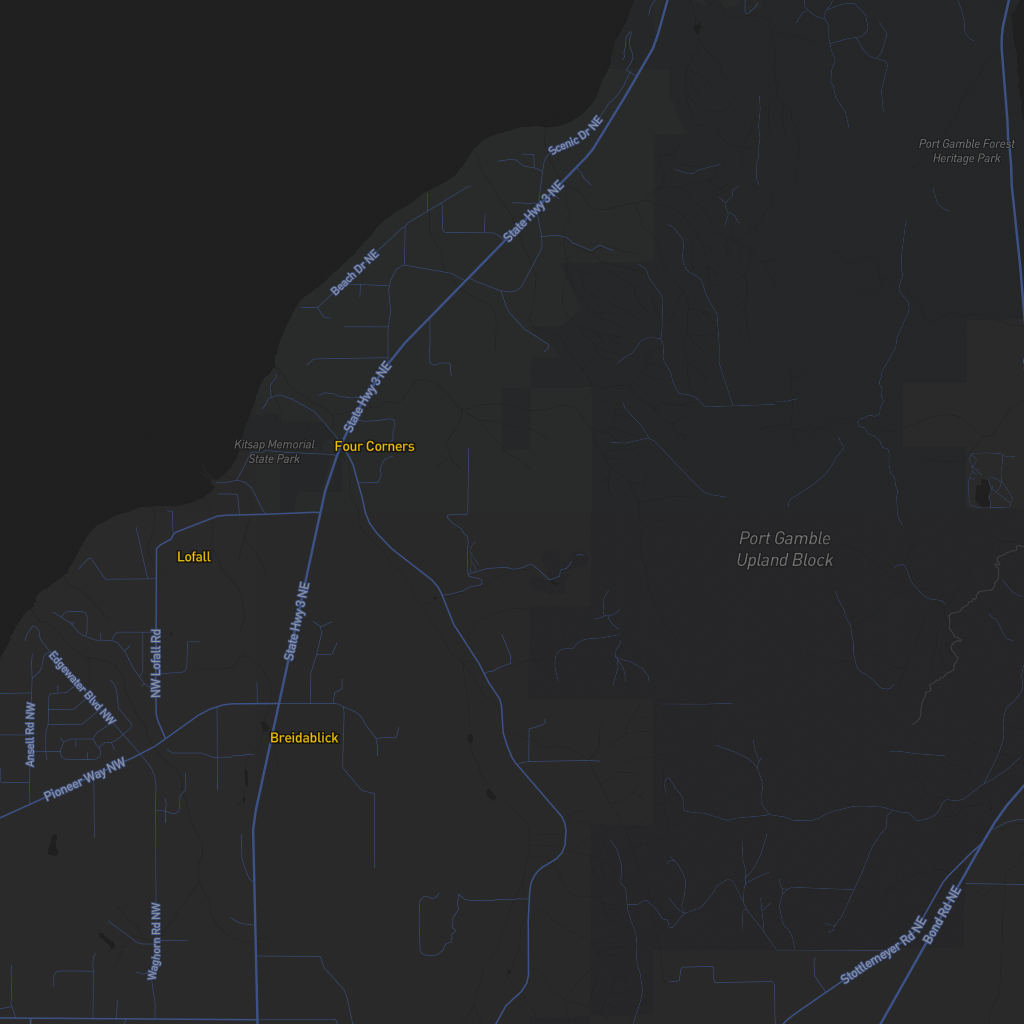 Scenic Dr NE
Port Gamble Forest
Heritage Park
State Hwy 3 NE
Beach Dr NE
State Hwy 3 NE
Kitsap Memorial
State Park
Four Corners
Port Gamble
Upland Block
Lofall
State Hwy 3 NE
NW Lofall Rd
Edgewater Blvd NW
Ansell Rd NW
Breidablick
Pioneer Way NW
Waghorn Rd NW
Stottlemeyer Rd NE
Bond Rd NE